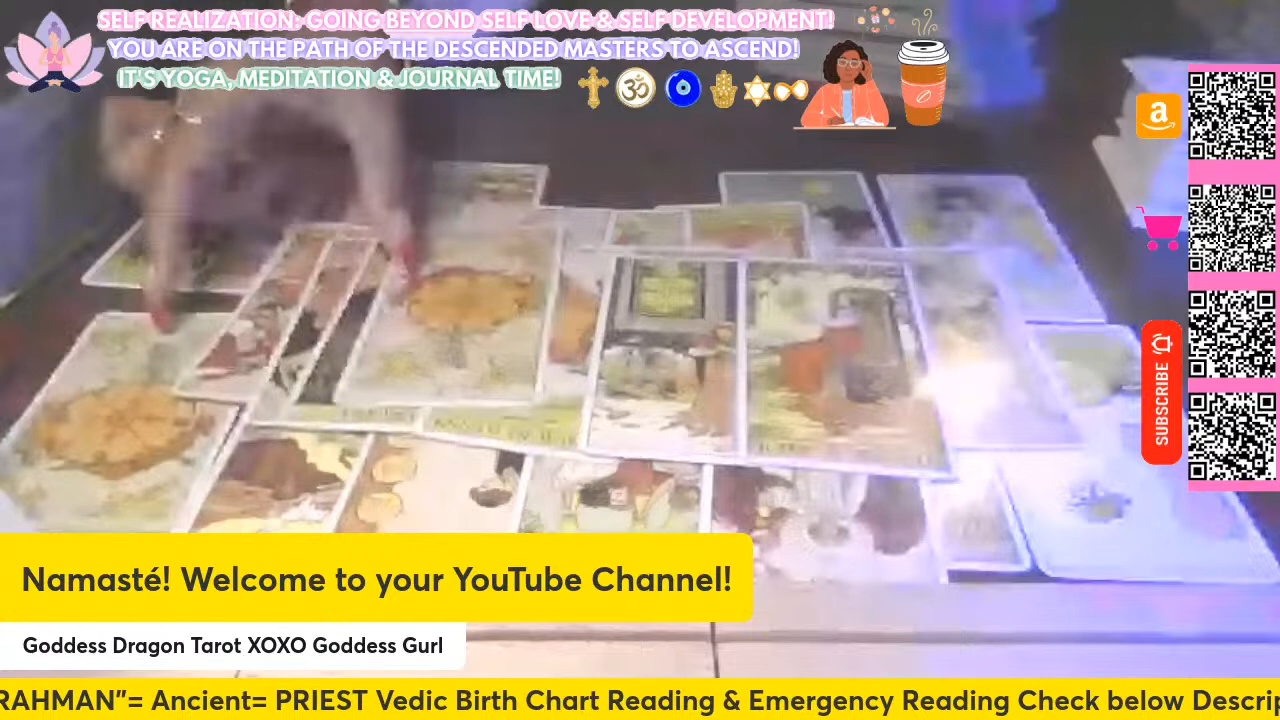 SELF REALIZATION: GOING BEYOND SELF LOVE & SELF DEVELOPMENT!
YOU ARE ON THE PATH OF THE DESCENDED MASTERS TO ASCEND!
IT'S YOGA, MEDITATION & JOURNAL TIME!
SUBSCRIBE
Namasté! Welcome to your YouTube Channel!
Goddess Dragon Tarot XOXO Goddess Gurl
RAHMAN"= Ancient= PRIEST Vedic Birth Chart Reading & Emergency Reading Check below Descrip